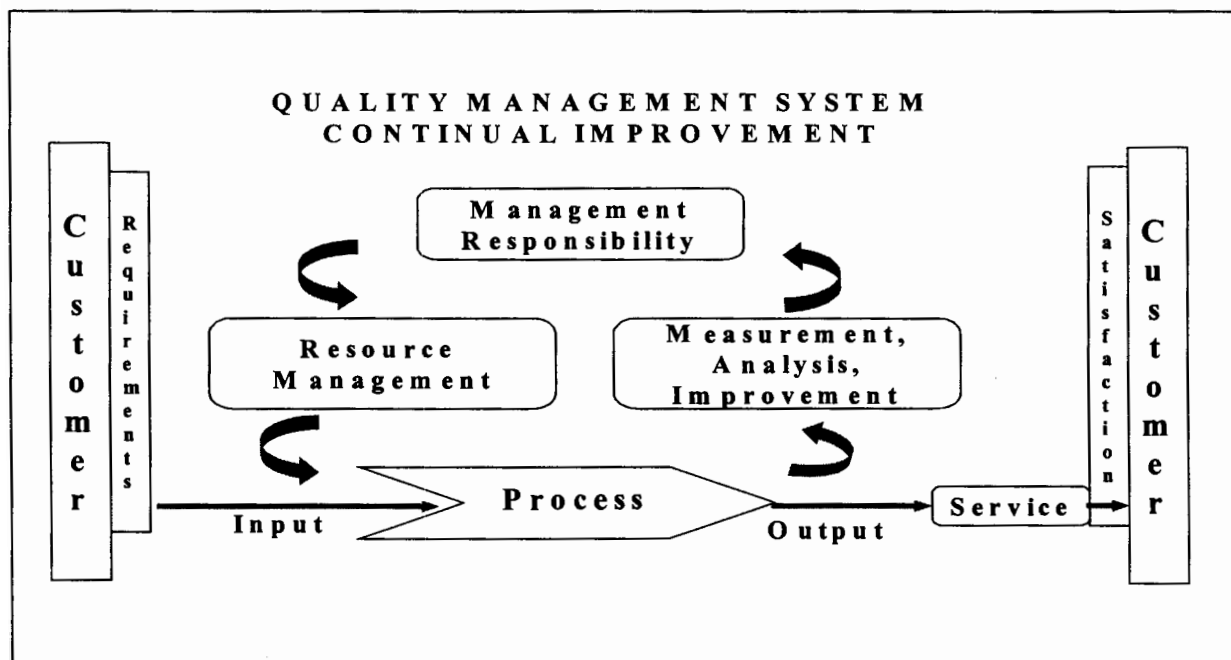 QUALITY MANAGEMENT SYSTEM
CONTINUAL IMPROVEMENT
Customer
Requirements
Management
Responsibility
Resource
Management
Measurement,
Analysis,
Improvement
Input
Process
Output
Service
Satisfaction
Customer